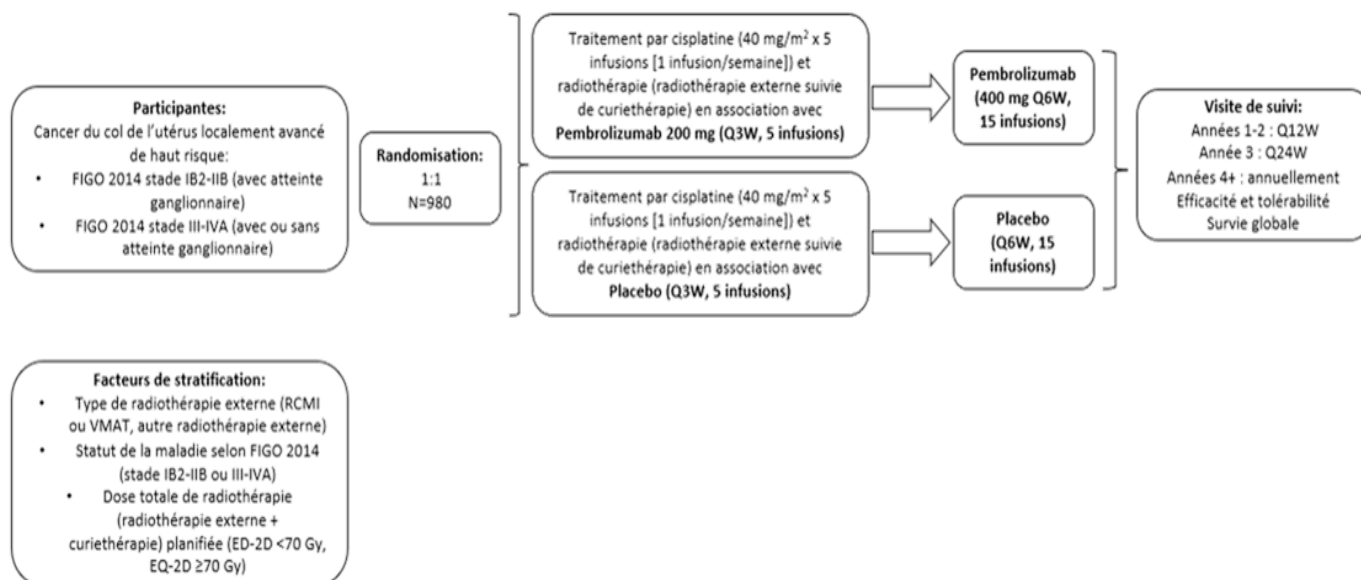 Participantes:
Cancer du col de l'utérus localement avancé
de haut risque:
• FIGO 2014 stade IB2-IIB (avec atteinte
ganglionnaire)
• FIGO 2014 stade III-IVA (avec ou sans
atteinte ganglionnaire)
Randomisation:
1:1
N=980
Traitement par cisplatine (40 mg/m² x 5
infusions [1 infusion/semaine]) et
radiothérapie (radiothérapie externe suivie
de curiethérapie) en association avec
Pembrolizumab 200 mg (Q3W, 5 infusions)
Traitement par cisplatine (40 mg/m² x 5
infusions [1 infusion/semaine]) et
radiothérapie (radiothérapie externe suivie
de curiethérapie) en association avec
Placebo (Q3W, 5 infusions)
Pembrolizumab
(400 mg Q6W,
15 infusions)
Placebo
(Q6W, 15
infusions)
Visite de suivi:
Années 1-2 : Q12W
Année 3 : Q24W
Années 4+ : annuellement
Efficacité et tolérabilité
Survie globale
Facteurs de stratification:
• Type de radiothérapie externe (RCMI
ou VMAT, autre radiothérapie externe)
• Statut de la maladie selon FIGO 2014
(stade IB2-IIB ou III-IVA)
• Dose totale de radiothérapie
(radiothérapie externe +
curiethérapie) planifiée (ED-2D <70 Gy,
EQ-2D ≥70 Gy)